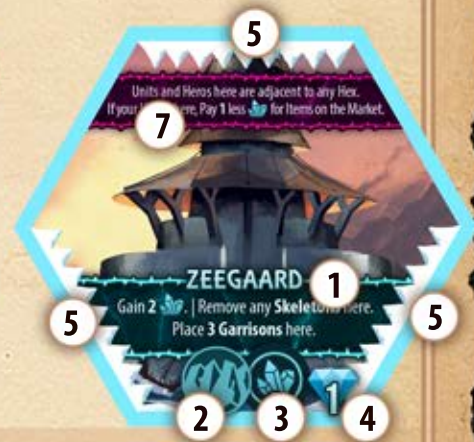 5
Units and Heros here are adjacent to any Hex.
If your here, Pay 1 less for Items on the Market.
7
ZEEGAARD
1
Gain 2 . | Remove any Skeletons here.
Place 3 Garrisons here.
5
5
1
2
3
4